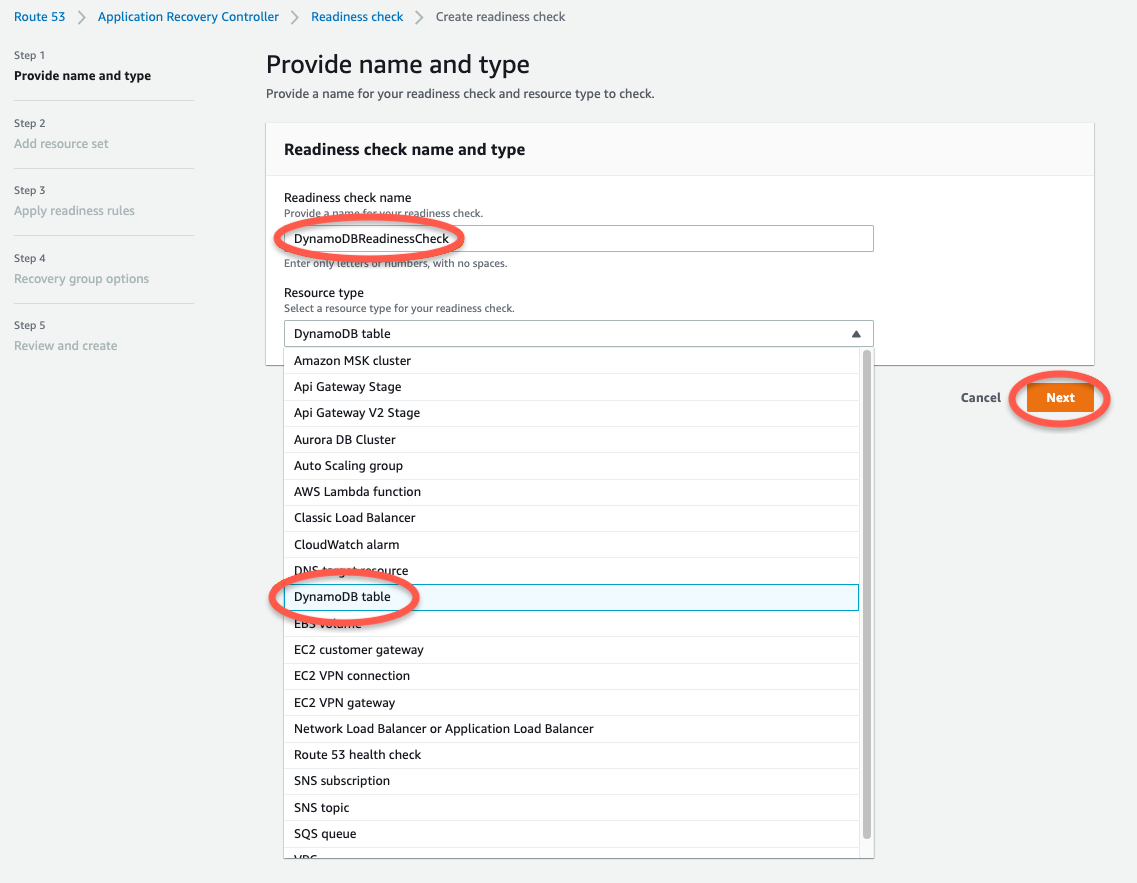 Route 53 Application Recovery Controller Readiness check Create readiness check
Step 1
Provide name and type
Step 2
Add resource set
Step 3
Apply readiness rules
Step 4
Recovery group options
Step 5
Review and create
Provide name and type
Provide a name for your readiness check and resource type to check.
Readiness check name and type
Readiness check name
Provide a name for your readiness check.
DynamoDBReadinessCheck
Enter only letters or numbers, with no spaces.
Resource type
Select a resource type for your readiness check.
DynamoDB table
Amazon MSK cluster
Api Gateway Stage
Api Gateway V2 Stage
Aurora DB Cluster
Auto Scaling group
AWS Lambda function
Classic Load Balancer
CloudWatch alarm
DNS target resource
DynamoDB table
EBS volume
EC2 customer gateway
EC2 VPN connection
EC2 VPN gateway
Network Load Balancer or Application Load Balancer
Route 53 health check
SNS subscription
SNS topic
SQS queue
VPC
Cancel Next